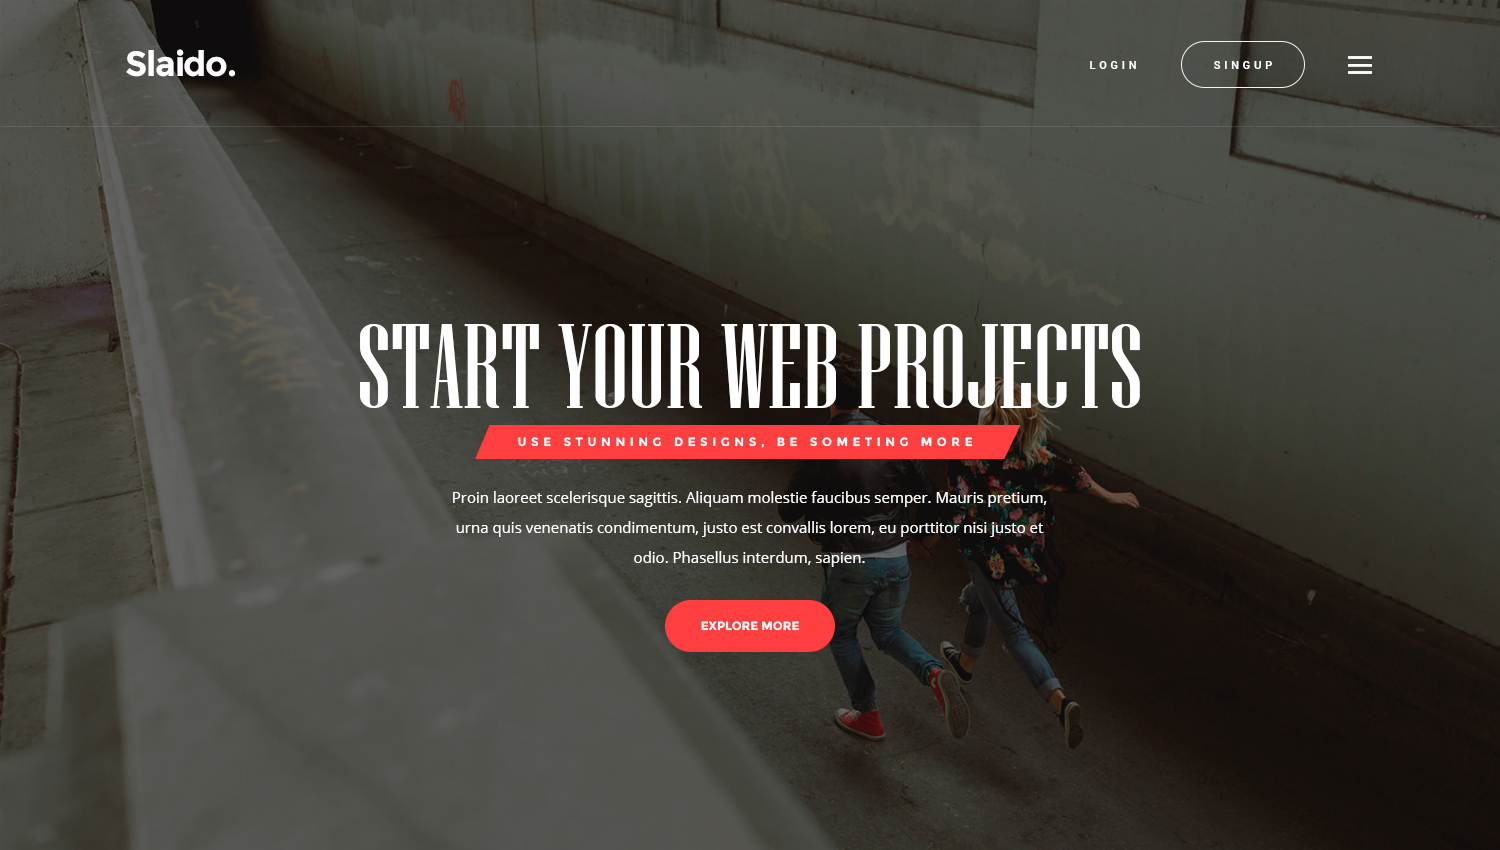 Slaido.
LOGIN
SINGUP
START YOUR WEB PROJECTS
USE STUNNING DESIGNS, BE SOMETING MORE
Proin laoreet scelerisque sagittis. Aliquam molestie faucibus semper. Mauris pretium,
urna quis venenatis condimentum, justo est convallis lorem, eu porttitor nisi justo et
odio. Phasellus interdum, sapien.
EXPLORE MORE